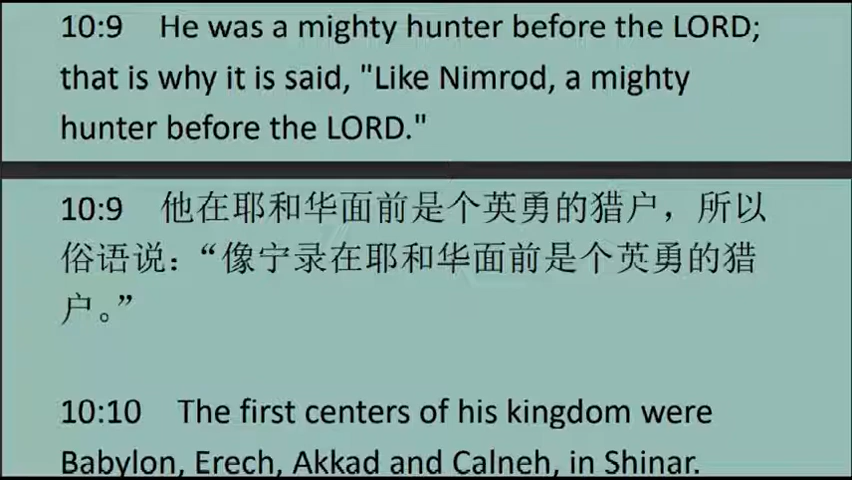 10:9 He was a mighty hunter before the LORD;
that is why it is said, "Like Nimrod, a mighty
hunter before the LORD."
10:9 他在耶和华面前是个英勇的猎户，所以
俗语说：“像宁录在耶和华面前是个英勇的猎
户。”
10:10 The first centers of his kingdom were
Babylon, Erech, Akkad and Calneh, in Shinar.